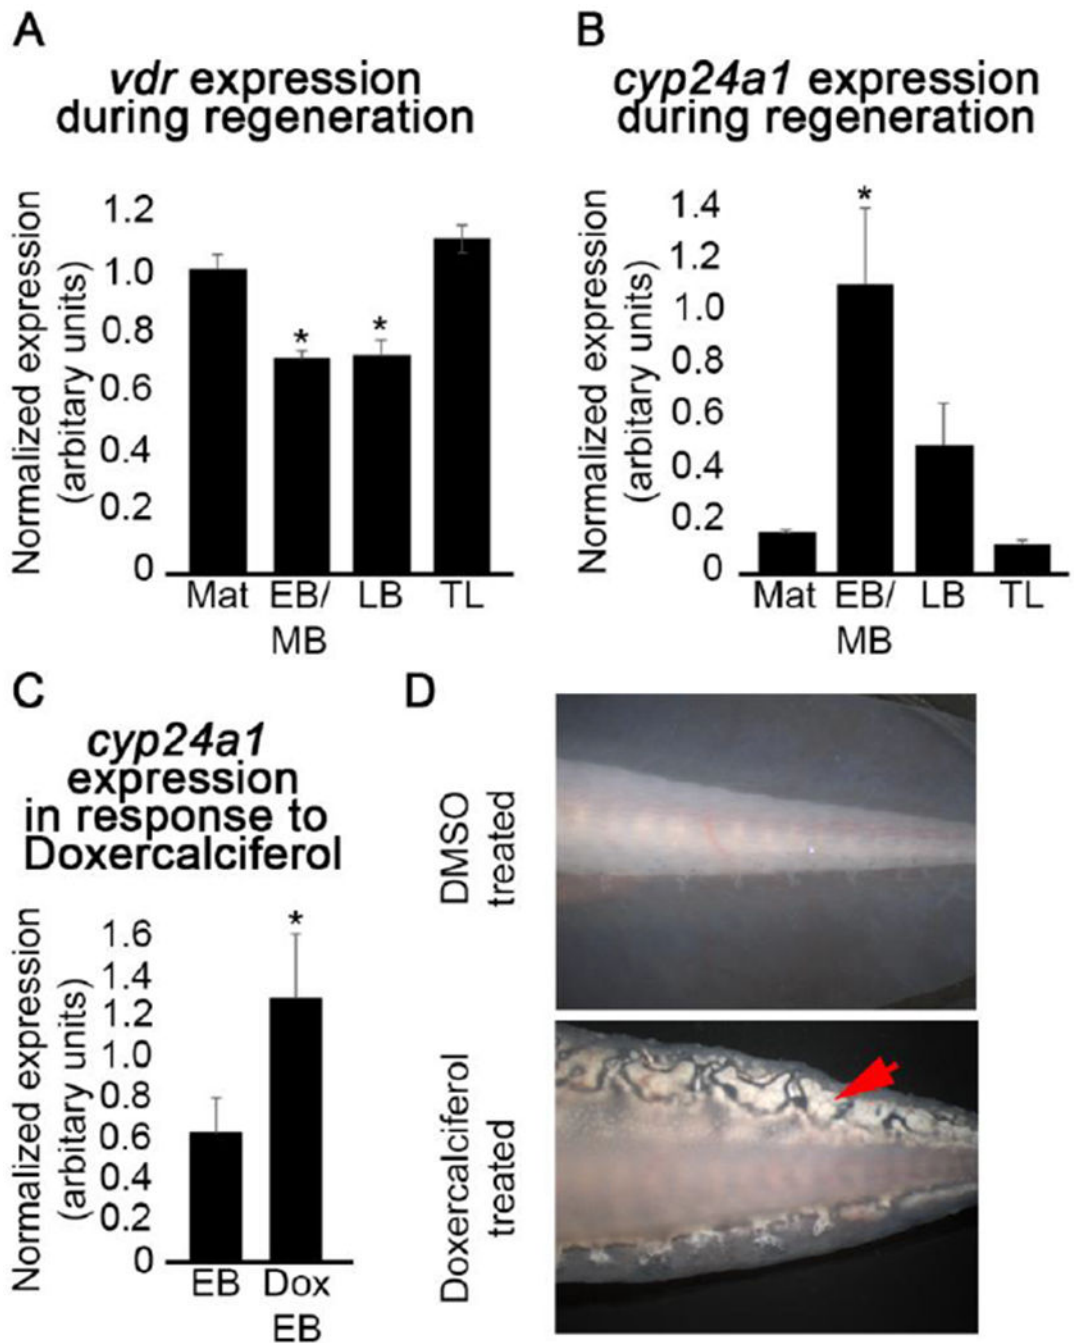 A
vdr expression
during regeneration
Normalized expression
(arbitary units)
1.2
1.0
0.8
0.6
0.4
0.2
0
*
*
Mat EB/ LB TL
MB
B
cyp24a1 expression
during regeneration
Normalized expression
(arbitary units)
1.4
1.2
1.0
0.8
0.6
0.4
0.2
0
*
Mat EB/ LB TL
MB
C
cyp24a1
expression
in response to
Doxercalciferol
Normalized expression
(arbitary units)
1.6
1.4
1.2
1.0
0.8
0.6
0.4
0.2
0
*
EB Dox
EB
D
DMSO
treated
Doxercalciferol
treated